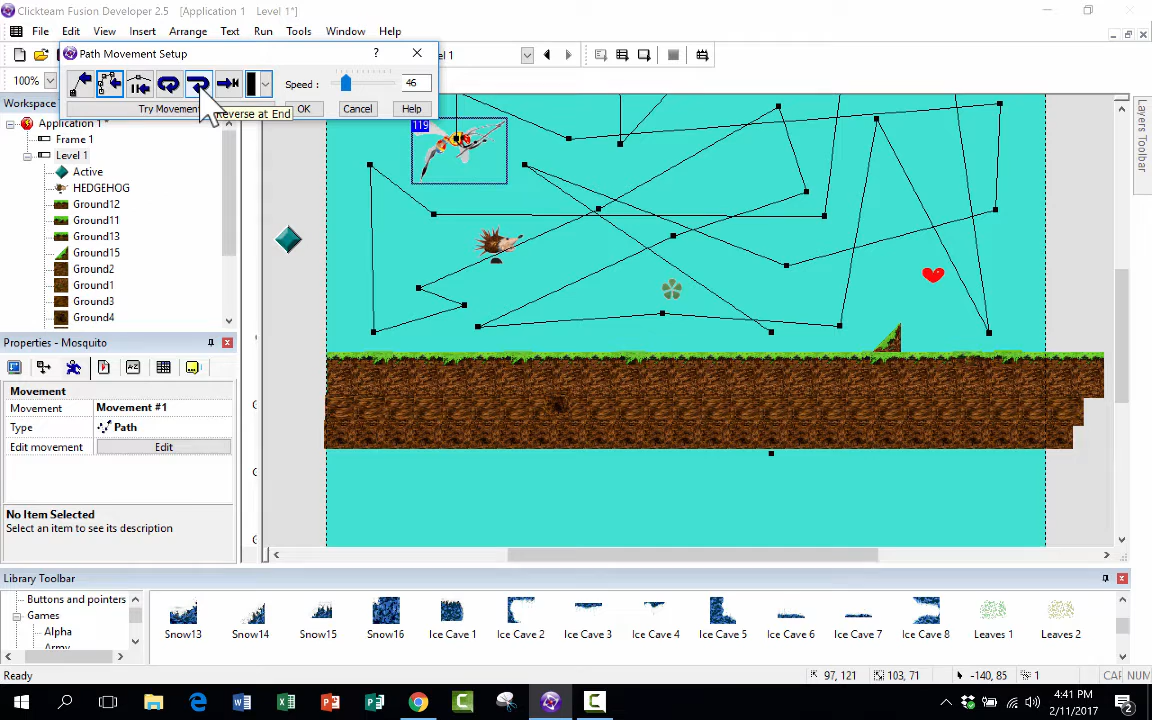 Clickteam Fusion Developer 2.5 - [Application 1 - Level 1*]
File Edit View Insert Arrange Text Run Tools Window Help
Path Movement Setup ? 1
100% Speed : 46
Workspace Try Movement OK Cancel Help
Reverse at End
Application 1 *
Frame 1
Level 1
Active
HEDGEHOG
Ground12
Ground11
Ground13
Ground15
Ground2
Ground1
Ground3
Ground4
119
Layers Toolbar
Properties - Mosquito
Movement
Movement Movement #1
Type Path
Edit movement Edit
No Item Selected
Select an item to see its description
Library Toolbar
Buttons and pointers
Games
Alpha
Army
Snow13 Snow14 Snow15 Snow16 Ice Cave 1 Ice Cave 2 Ice Cave 3 Ice Cave 4 Ice Cave 5 Ice Cave 6 Ice Cave 7 Ice Cave 8 Leaves 1 Leaves 2
Ready 97, 121 103, 71 -140, 85 1 CAP NUM
4:41 PM
2/11/2017
2